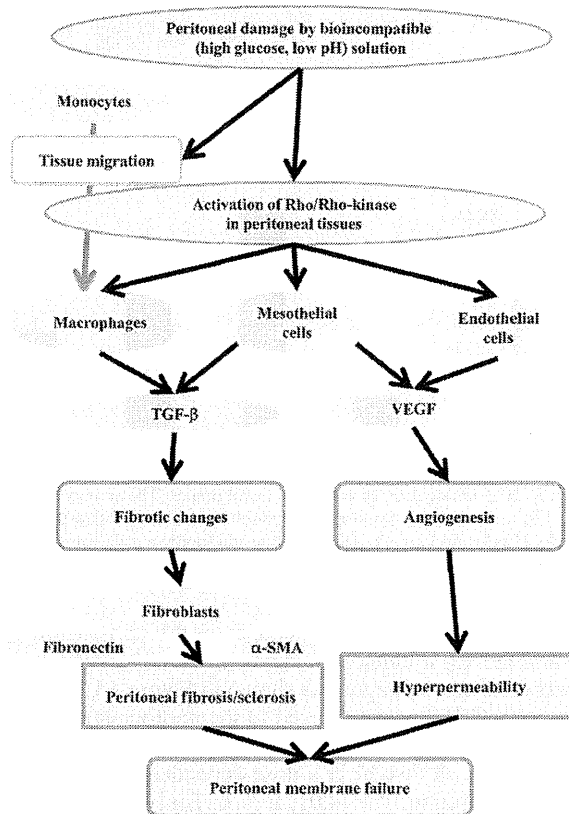 Peritoneal damage by bioincompatible
(high glucose, low pH) solution
Monocytes
Tissue migration
Activation of Rho/Rho-kinase
in peritoneal tissues
Macrophages
Mesothelial
cells
Endothelial
cells
TGF-β
VEGF
Fibrotic changes
Angiogenesis
Fibroblasts
Fibronectin
α-SMA
Peritoneal fibrosis/sclerosis
Hyperpermeability
Peritoneal membrane failure